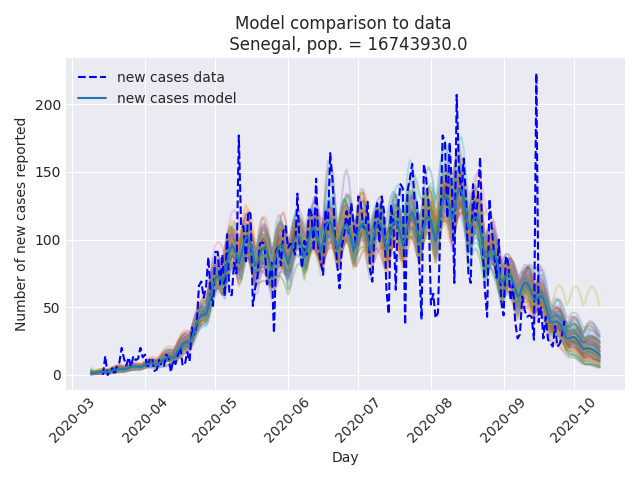 Model comparison to data
Senegal, pop. = 16743930.0
new cases data
new cases model
Number of new cases reported
200
150
100
50
0
2020-03
2020-04
2020-05
2020-06
2020-07
2020-08
2020-09
2020-10
Day